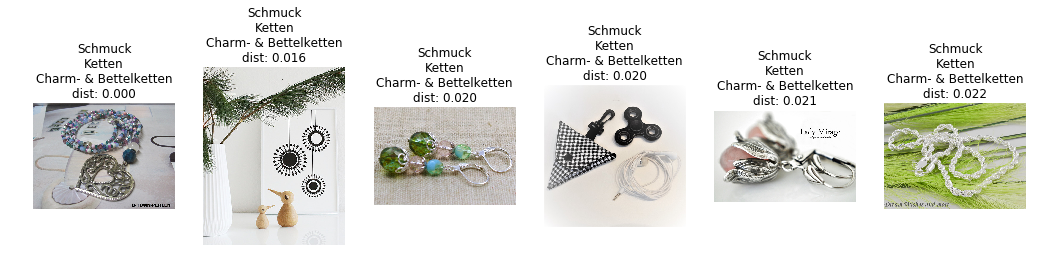 Schmuck
Ketten
Charm- & Bettelketten
dist: 0.000
Schmuck
Ketten
Charm- & Bettelketten
dist: 0.016
Schmuck
Ketten
Charm- & Bettelketten
dist: 0.020
Schmuck
Ketten
Charm- & Bettelketten
dist: 0.020
Schmuck
Ketten
Charm- & Bettelketten
dist: 0.021
Lady Mirage
Schmuck
Ketten
Charm- & Bettelketten
dist: 0.022